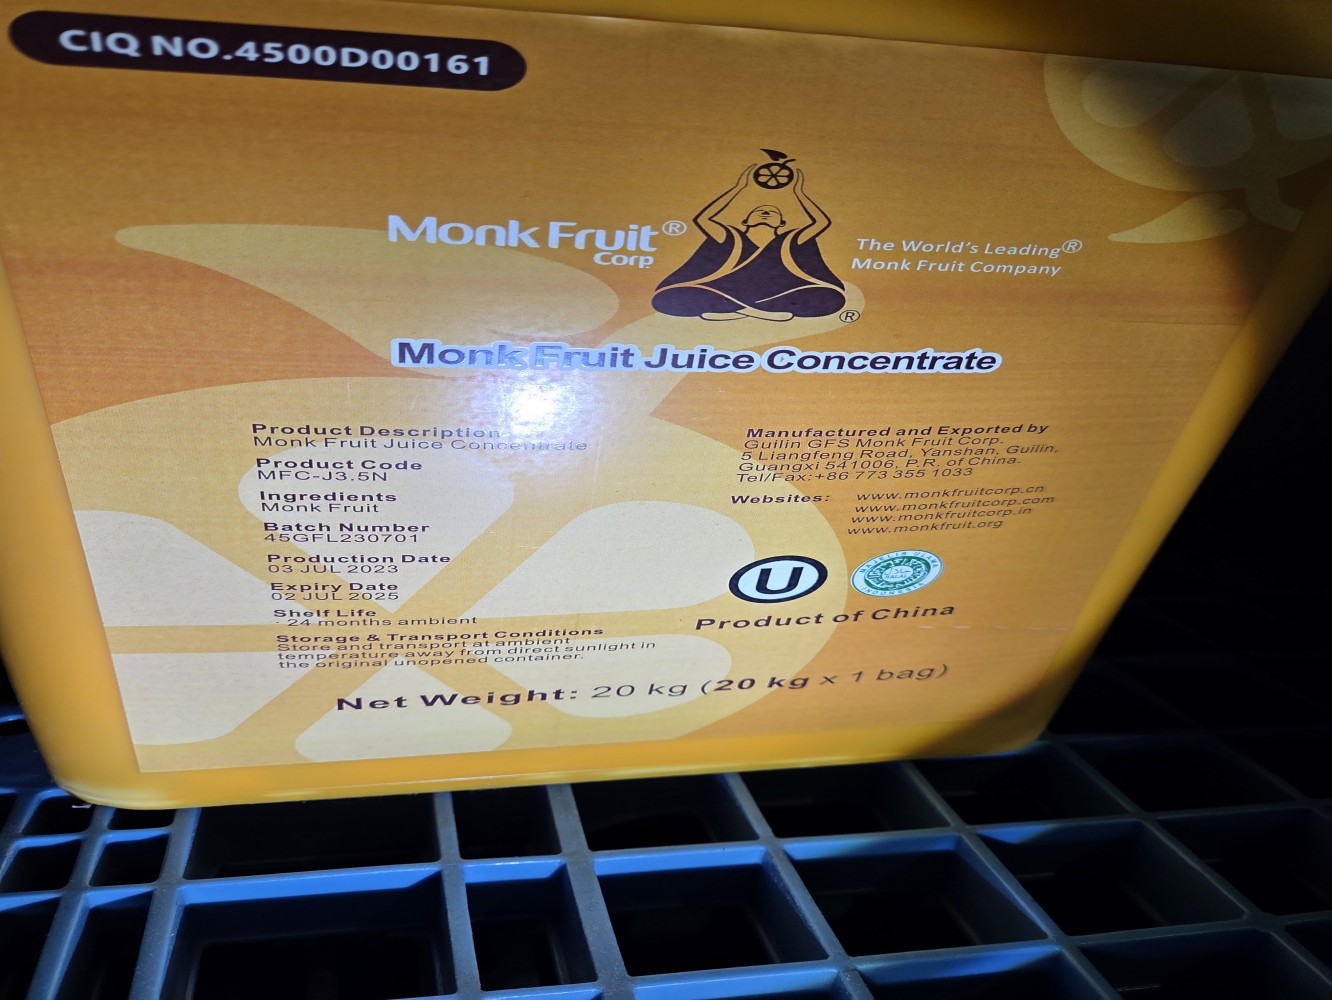 CIQ NO.4500D00161
Monk Fruit®
Corp.
The World's Leading®
Monk Fruit Company
®
Monk Fruit Juice Concentrate
Product Description
Monk Fruit Juice Concentrate
Product Code
MFC-J3.5N
Ingredients
Monk Fruit
Batch Number
45GFL230701
Production Date
03 JUL 2023
Expiry Date
02 JUL 2025
Shelf Life
24 months ambient
Storage & Transport Conditions
Store and transport at ambient
temperature away from direct sunlight in
the original unopened container.
Manufactured and Exported by
Guilin GFS Monk Fruit Corp.
5 Liangfeng Road, Yanshan, Guilin,
Guangxi 541006, P.R. of China.
Tel/Fax:+86 773 355 1033
Websites: www.monkfruitcorp.cn
www.monkfruitcorp.com
www.monkfruitcorp.in
www.monkfruit.org
U
MAJELIS ULAMA
INDONESIA
HALAL
Product of China
Net Weight: 20 kg (20 kg x 1 bag)